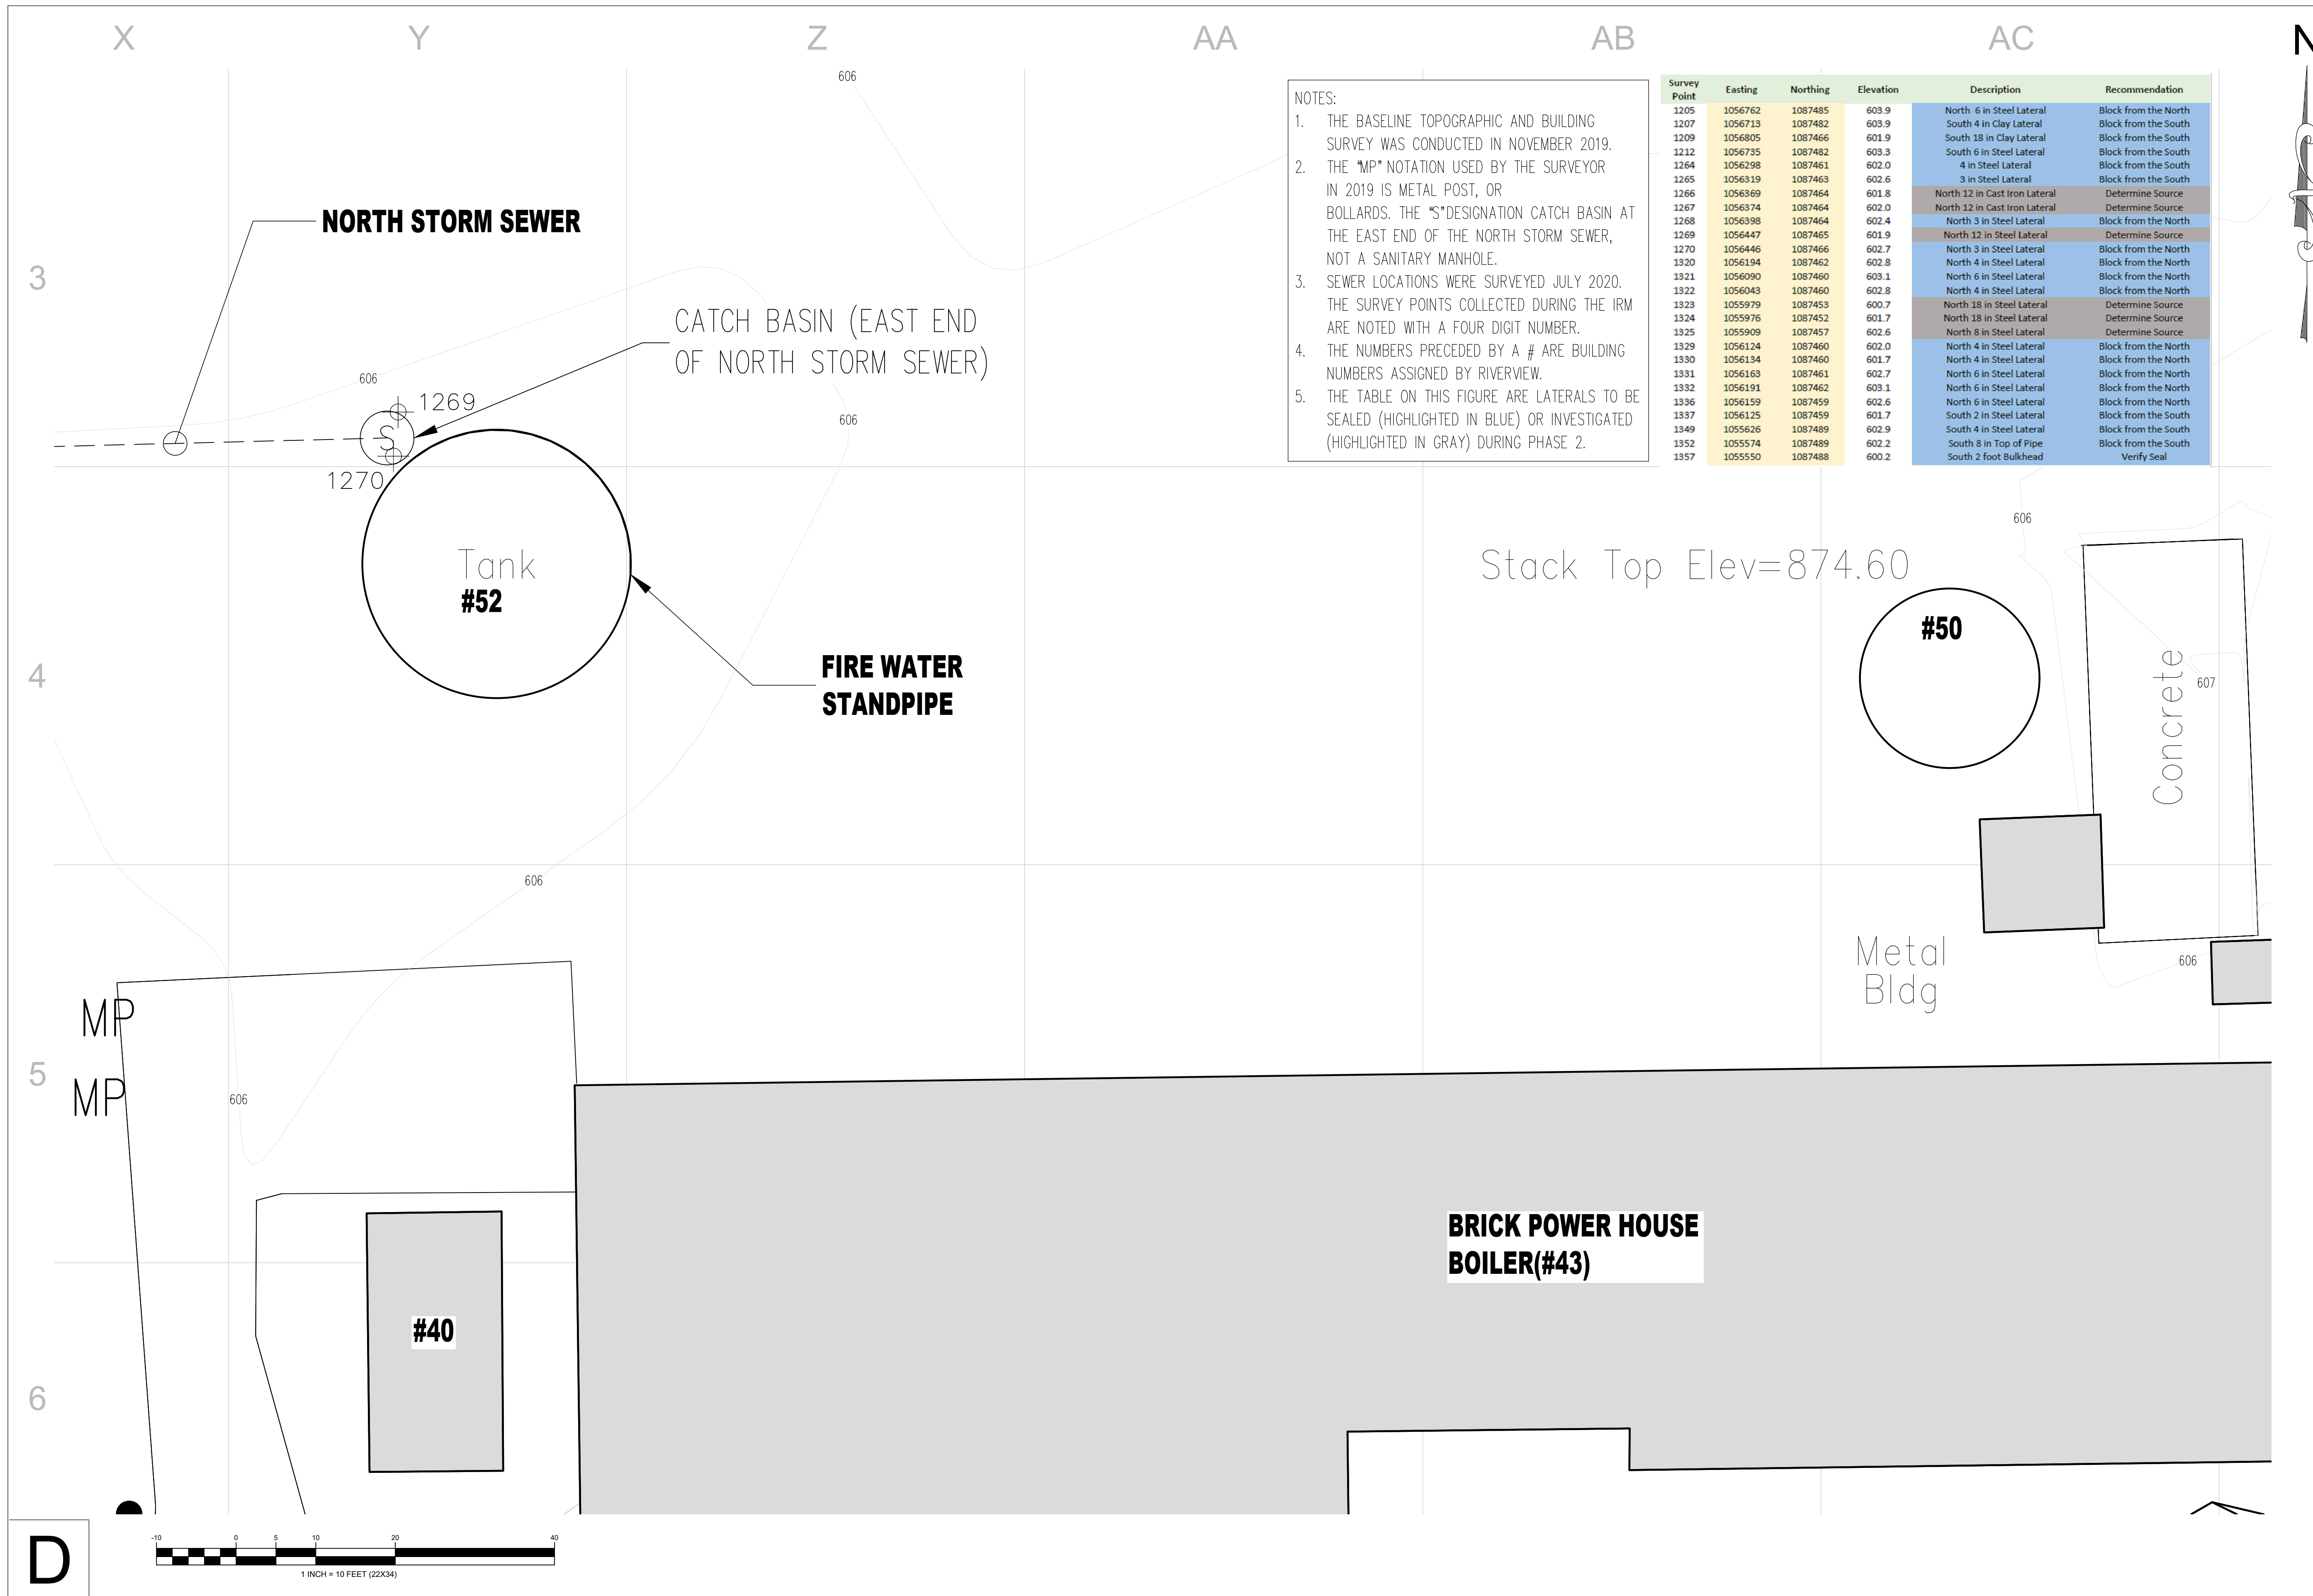 X Y Z AA AB AC N
606
NOTES:
1. THE BASELINE TOPOGRAPHIC AND BUILDING
SURVEY WAS CONDUCTED IN NOVEMBER 2019.
2. THE "MP" NOTATION USED BY THE SURVEYOR
IN 2019 IS METAL POST, OR
BOLLARDS. THE "S"DESIGNATION CATCH BASIN AT
THE EAST END OF THE NORTH STORM SEWER,
NOT A SANITARY MANHOLE.
3. SEWER LOCATIONS WERE SURVEYED JULY 2020.
THE SURVEY POINTS COLLECTED DURING THE IRM
ARE NOTED WITH A FOUR DIGIT NUMBER.
4. THE NUMBERS PRECEDED BY A # ARE BUILDING
NUMBERS ASSIGNED BY RIVERVIEW.
5. THE TABLE ON THIS FIGURE ARE LATERALS TO BE
SEALED (HIGHLIGHTED IN BLUE) OR INVESTIGATED
(HIGHLIGHTED IN GRAY) DURING PHASE 2.
Survey Point Easting Northing Elevation Description Recommendation
1205 1056762 1087485 603.9 North 6 in Steel Lateral Block from the North
1207 1056713 1087482 603.9 South 4 in Clay Lateral Block from the South
1209 1056805 1087466 601.9 South 18 in Clay Lateral Block from the South
1212 1056735 1087482 603.3 South 6 in Steel Lateral Block from the South
1264 1056298 1087461 602.0 4 in Steel Lateral Block from the South
1265 1056319 1087463 602.6 3 in Steel Lateral Block from the South
1266 1056369 1087464 601.8 North 12 in Cast Iron Lateral Determine Source
1267 1056374 1087464 602.0 North 12 in Cast Iron Lateral Determine Source
1268 1056398 1087464 602.4 North 3 in Steel Lateral Block from the North
1269 1056447 1087465 601.9 North 12 in Steel Lateral Determine Source
1270 1056446 1087466 602.7 North 3 in Steel Lateral Block from the North
1320 1056194 1087462 602.8 North 4 in Steel Lateral Block from the North
1321 1056090 1087460 603.1 North 6 in Steel Lateral Block from the North
1322 1056043 1087460 602.8 North 4 in Steel Lateral Block from the North
1323 1055979 1087453 600.7 North 18 in Steel Lateral Determine Source
1324 1055976 1087452 601.7 North 18 in Steel Lateral Determine Source
1325 1055909 1087457 602.6 North 8 in Steel Lateral Determine Source
1329 1056124 1087460 602.0 North 4 in Steel Lateral Block from the North
1330 1056134 1087460 601.7 North 4 in Steel Lateral Block from the North
1331 1056163 1087461 602.7 North 6 in Steel Lateral Block from the North
1332 1056191 1087462 603.1 North 6 in Steel Lateral Block from the North
1336 1056159 1087459 602.6 North 6 in Steel Lateral Block from the North
1337 1056125 1087459 601.7 South 2 in Steel Lateral Block from the South
1349 1055626 1087489 602.9 South 4 in Steel Lateral Block from the South
1352 1055574 1087489 602.2 South 8 in Top of Pipe Block from the South
1357 1055550 1087488 600.2 South 2 foot Bulkhead Verify Seal
NORTH STORM SEWER
3
CATCH BASIN (EAST END
OF NORTH STORM SEWER)
606
1269
606
S
1270
606
Tank
#52
Stack Top Elev=874.60
#50
FIRE WATER
STANDPIPE
4
Concrete
607
606
Metal
Bldg
606
MP
5
MP
606
BRICK POWER HOUSE
BOILER(#43)
#40
6
D
-10 0 5 10 20 40
1 INCH = 10 FEET (22X34)